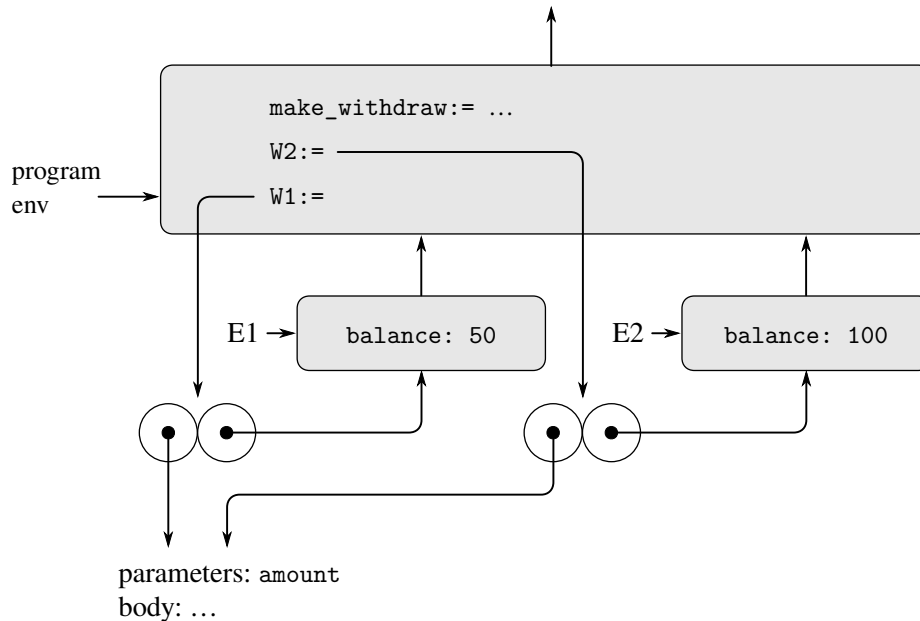 make_withdraw:= ...
W2:=
program
env
W1:=
E1
balance: 50
E2
balance: 100
parameters: amount
body: ...